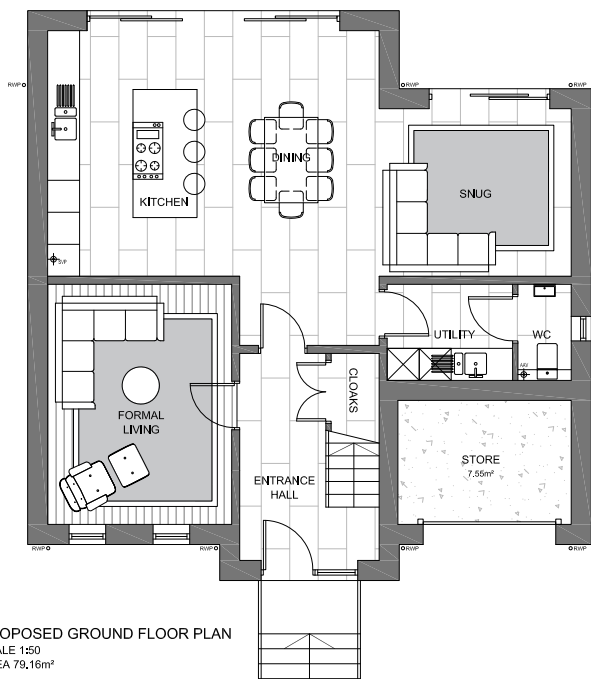 RWP
RWP
RWP
KITCHEN
DINING
SNUG
SVP
UTILITY
WC
AAV
CLOAKS
FORMAL
LIVING
ENTRANCE
HALL
STORE
7.55m²
RWP
RWP
RWP
RWP
OPOSED GROUND FLOOR PLAN
ALE 1:50
EA 79.16m²